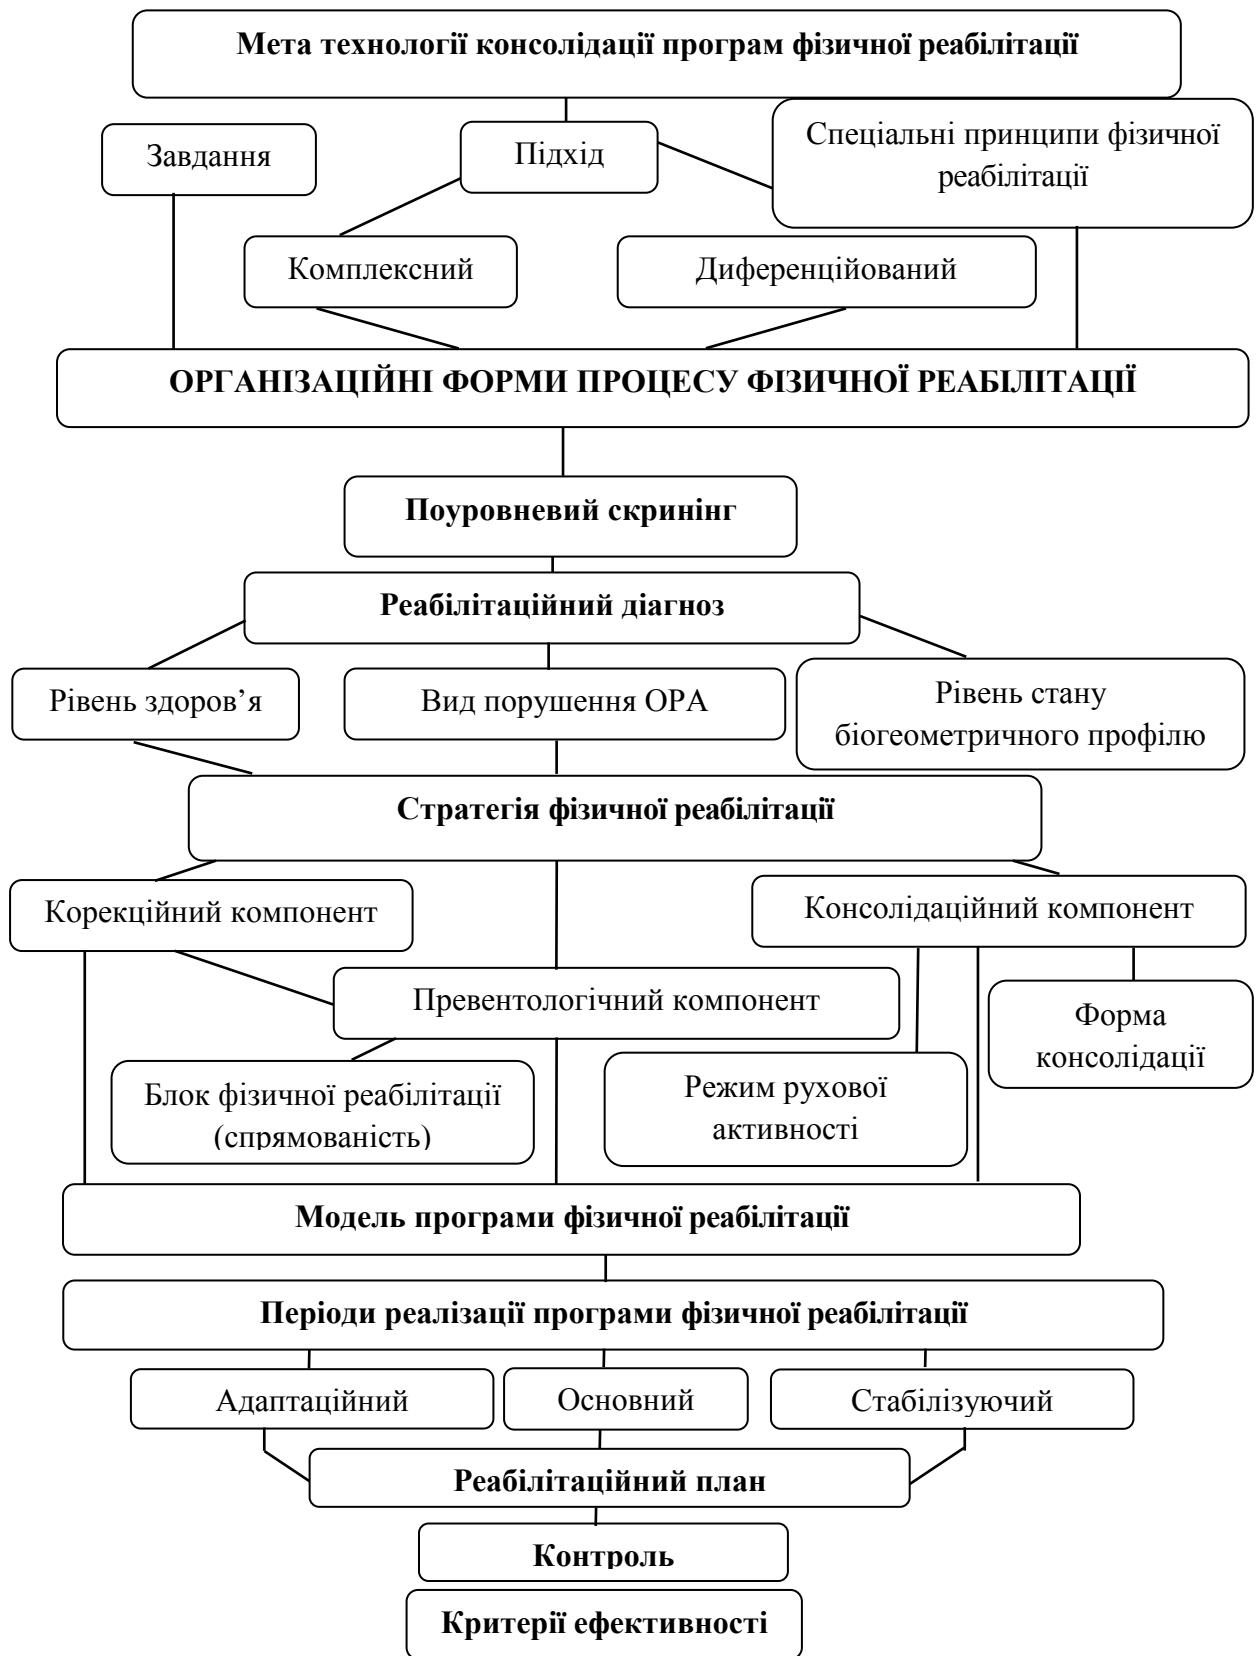 Мета технології консолідації програм фізичної реабілітації
Завдання
Підхід
Спеціальні принципи фізичної
реабілітації
Комплексний
Диференційований
ОРГАНІЗАЦІЙНІ ФОРМИ ПРОЦЕСУ ФІЗИЧНОЇ РЕАБІЛІТАЦІЇ
Поуровневий скринінг
Реабілітаційний діагноз
Рівень здоров’я
Вид порушення ОРА
Рівень стану
біогеометричного профілю
Стратегія фізичної реабілітації
Корекційний компонент
Консолідаційний компонент
Превентологічний компонент
Форма
консолідації
Блок фізичної реабілітації
(спрямованість)
Режим рухової
активності
Модель програми фізичної реабілітації
Періоди реалізації програми фізичної реабілітації
Адаптаційний
Основний
Стабілізуючий
Реабілітаційний план
Контроль
Критерії ефективності